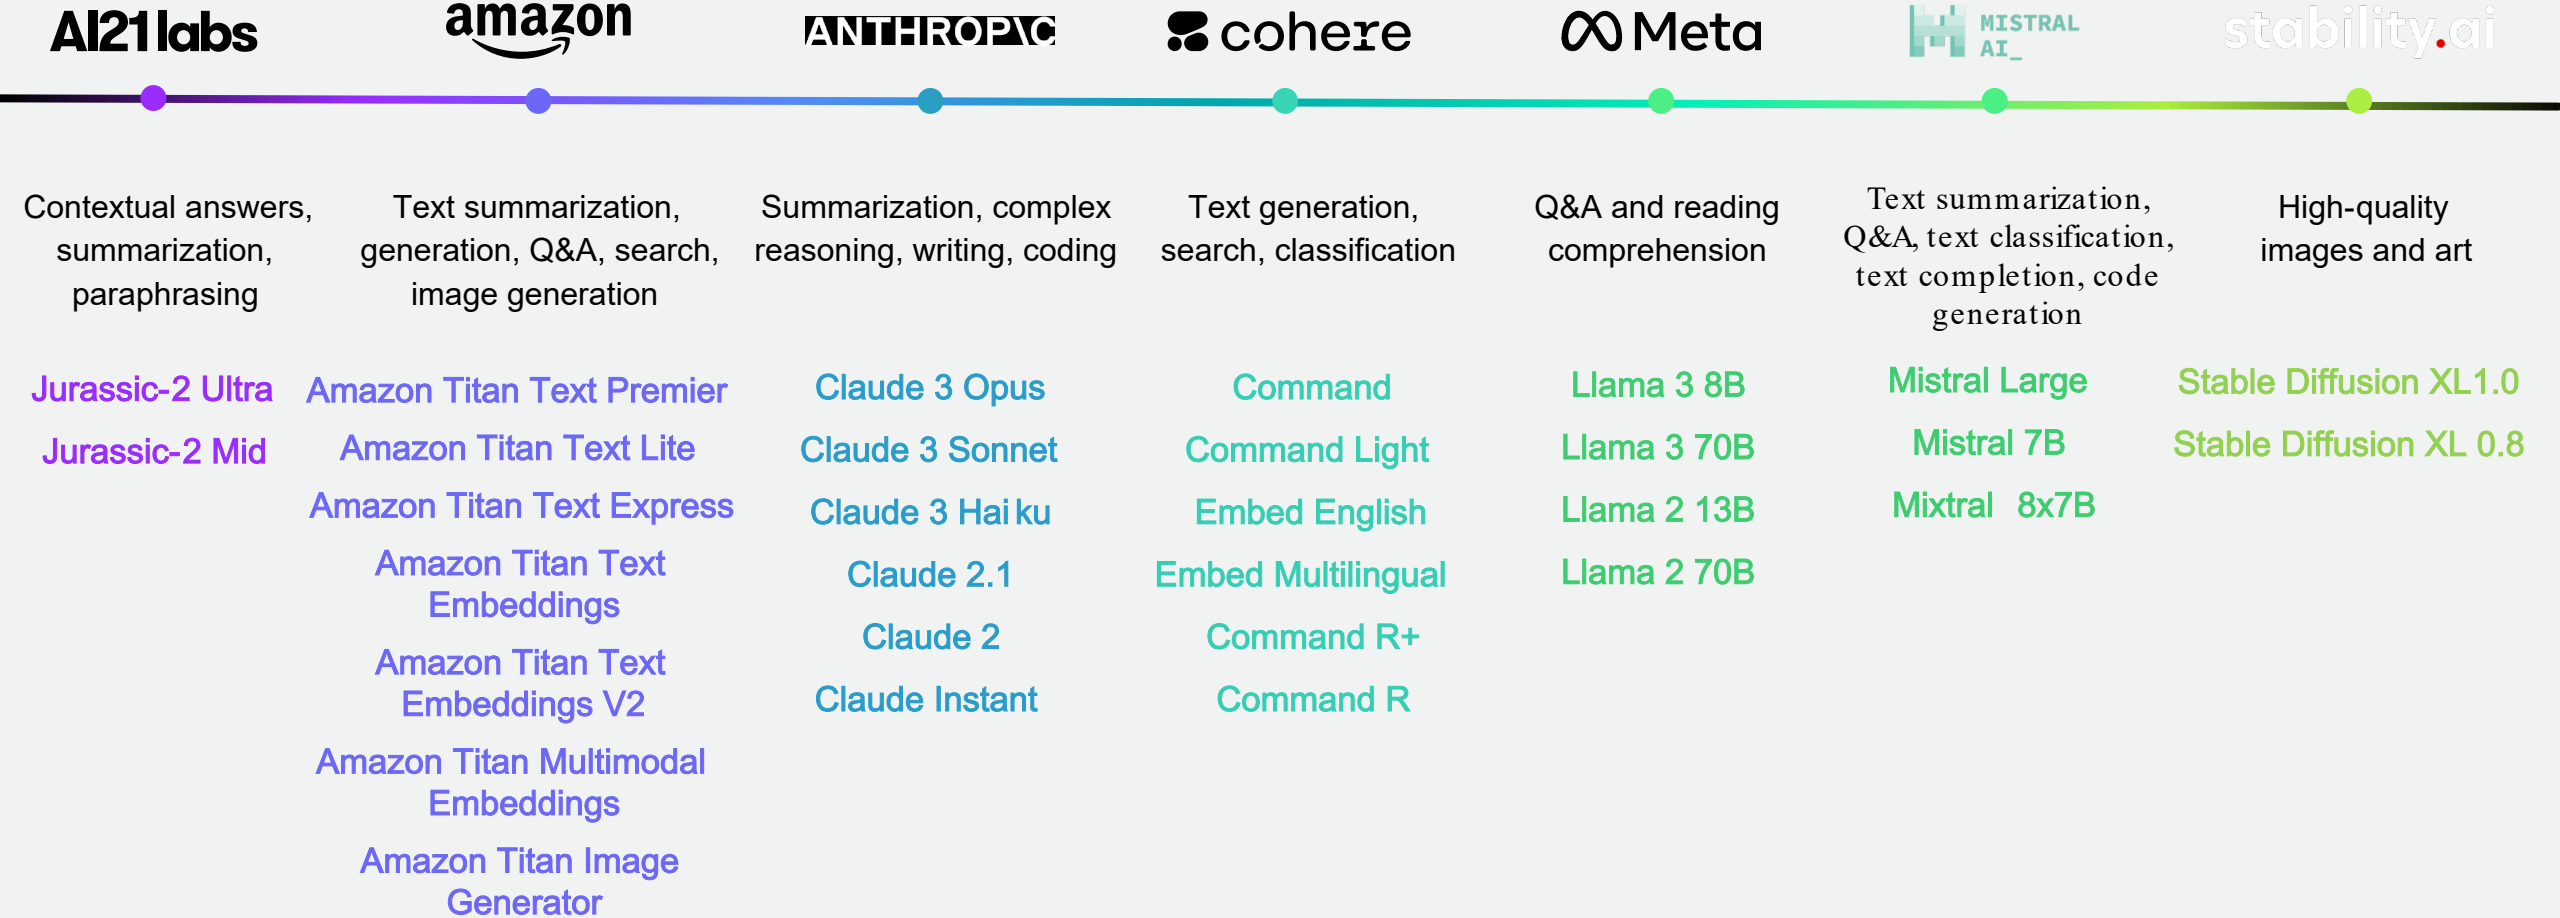 AI21labs
amazon
ANTHROP\C
cohere
Meta
MISTRAL
AI_
stability.ai
Contextual answers,
summarization,
paraphrasing
Text summarization,
generation, Q&A, search,
image generation
Summarization, complex
reasoning, writing, coding
Text generation,
search, classification
Q&A and reading
comprehension
Text summarization,
Q&A, text classification,
text completion, code
generation
High-quality
images and art
Jurassic-2 Ultra
Jurassic-2 Mid
Amazon Titan Text Premier
Amazon Titan Text Lite
Amazon Titan Text Express
Amazon Titan Text
Embeddings
Amazon Titan Text
Embeddings V2
Amazon Titan Multimodal
Embeddings
Amazon Titan Image
Generator
Claude 3 Opus
Claude 3 Sonnet
Claude 3 Haiku
Claude 2.1
Claude 2
Claude Instant
Command
Command Light
Embed English
Embed Multilingual
Command R+
Command R
Llama 3 8B
Llama 3 70B
Llama 2 13B
Llama 2 70B
Mistral Large
Mistral 7B
Mixtral 8x7B
Stable Diffusion XL1.0
Stable Diffusion XL 0.8